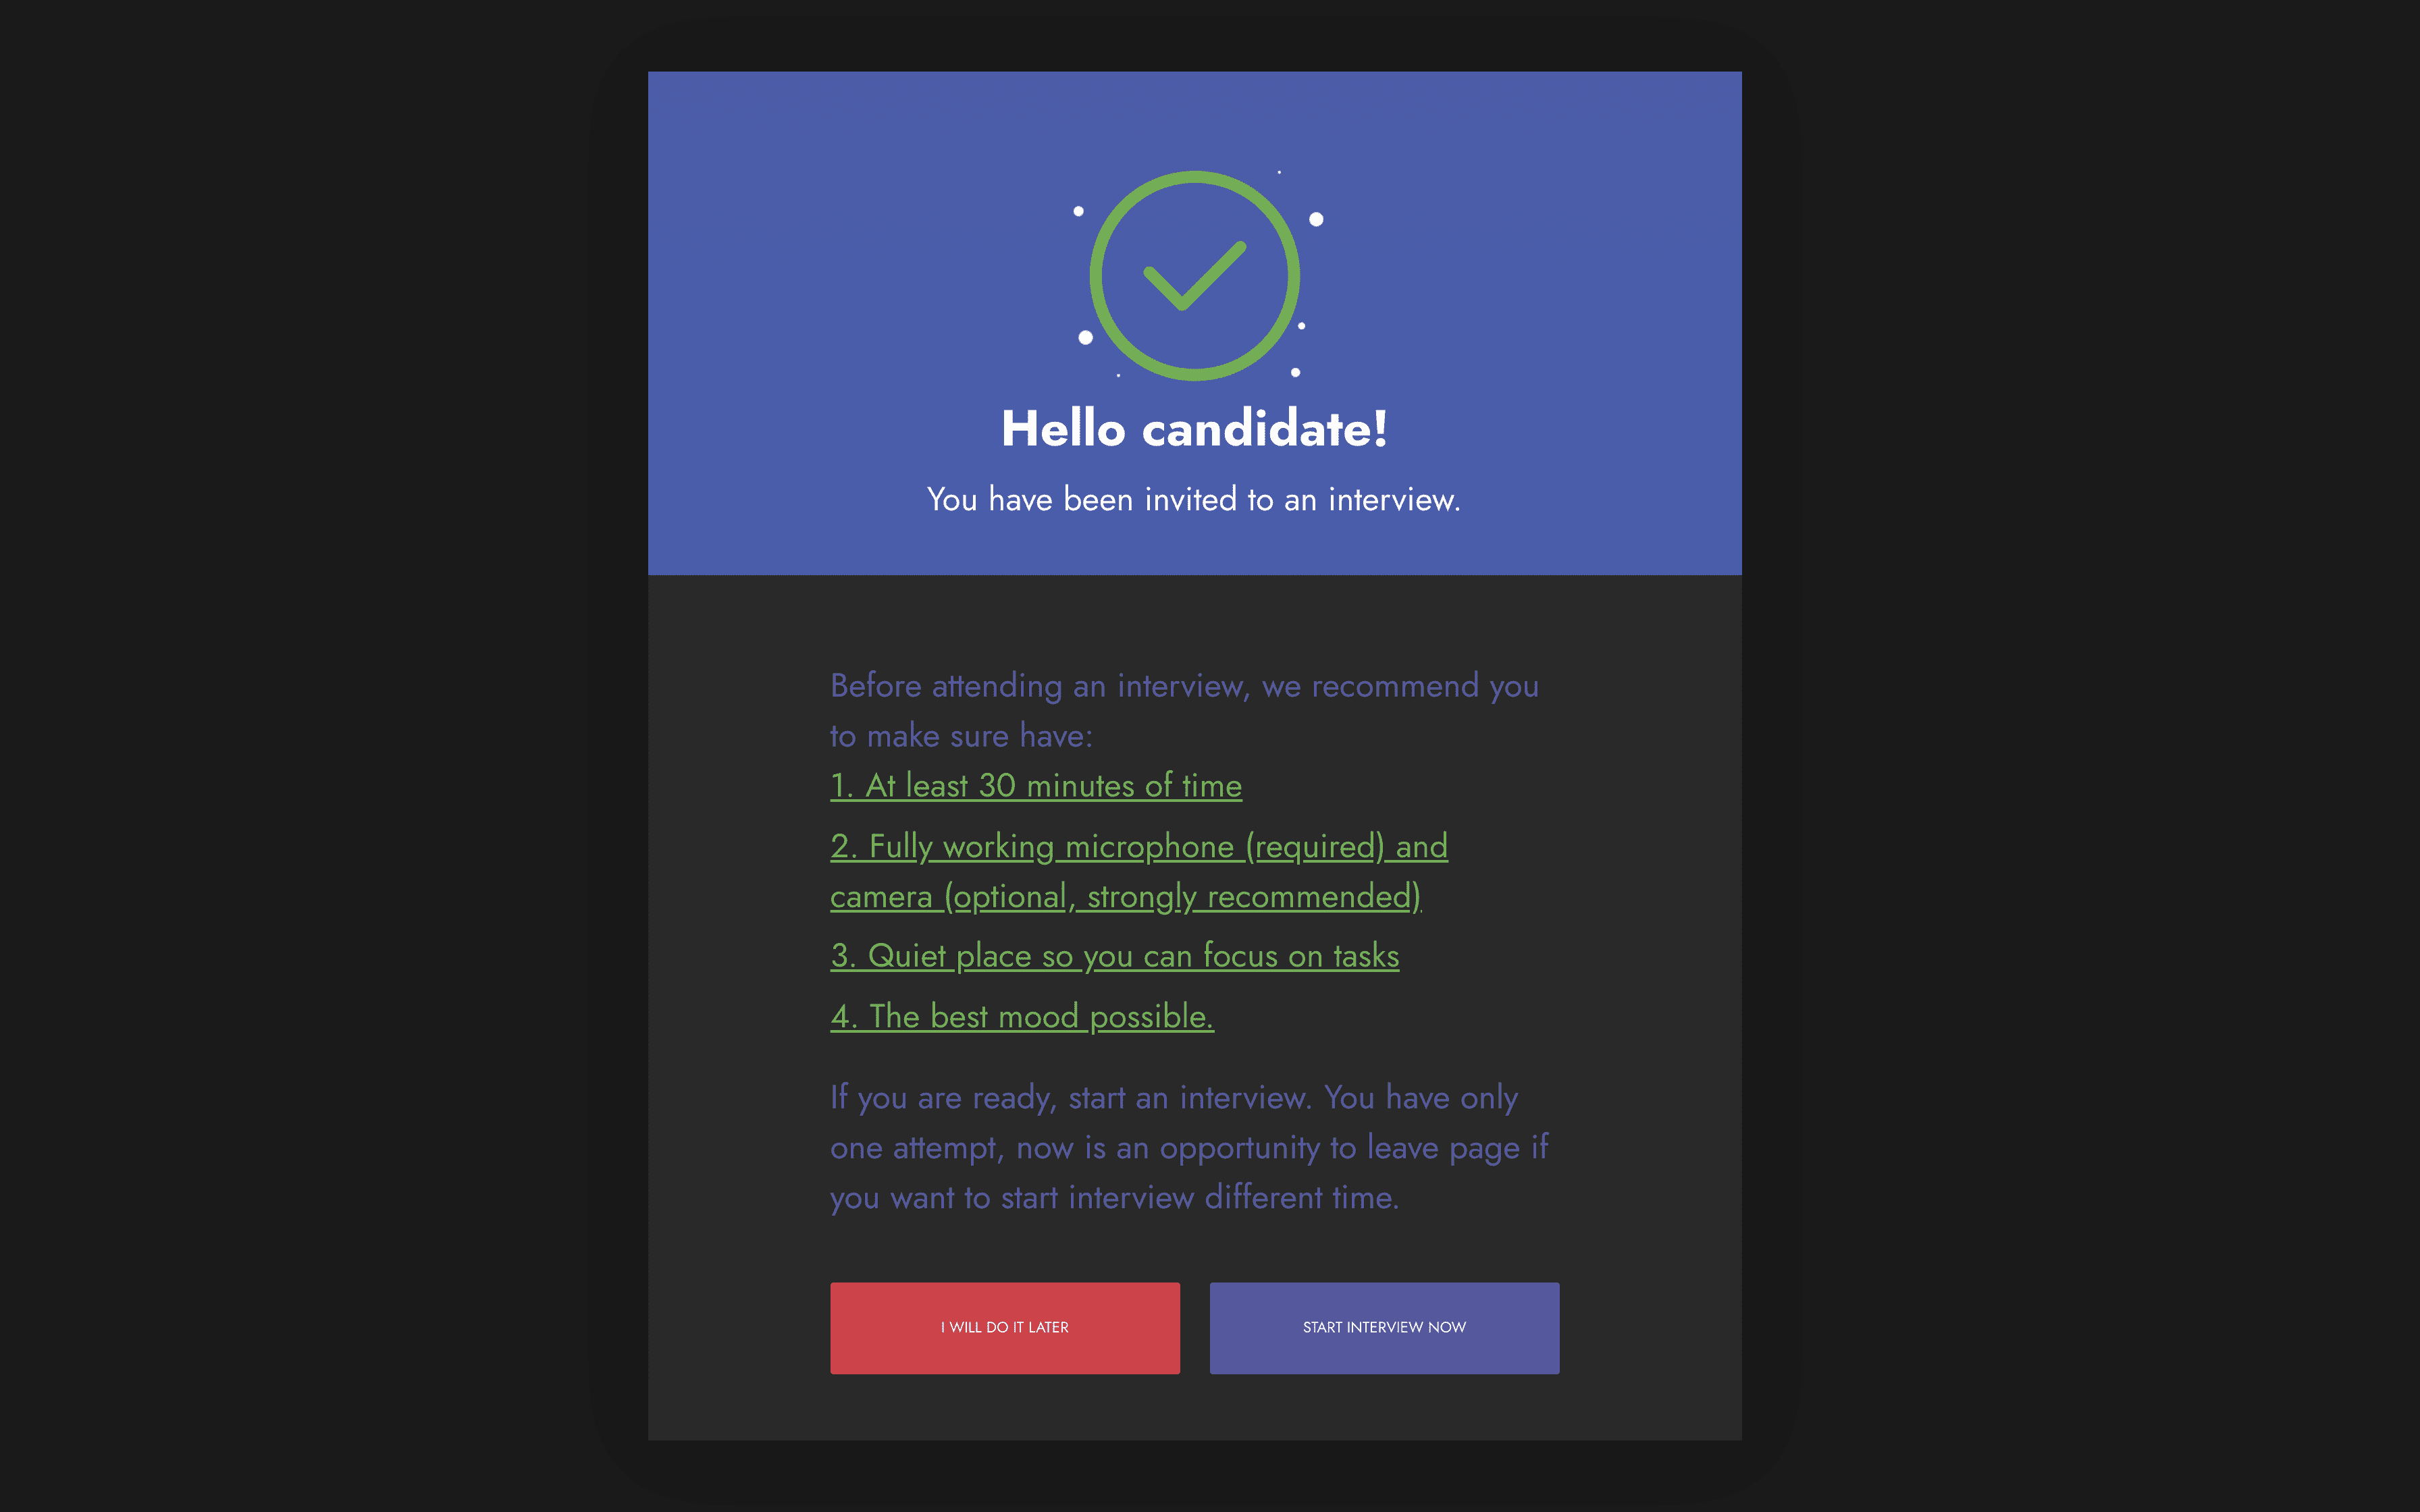 Hello candidate!
You have been invited to an interview.
Before attending an interview, we recommend you
to make sure have:
1. At least 30 minutes of time
2. Fully working microphone (required) and
camera (optional, strongly recommended).
3. Quiet place so you can focus on tasks
4. The best mood possible.
If you are ready, start an interview. You have only
one attempt, now is an opportunity to leave page if
you want to start interview different time.
I WILL DO IT LATER
START INTERVIEW NOW